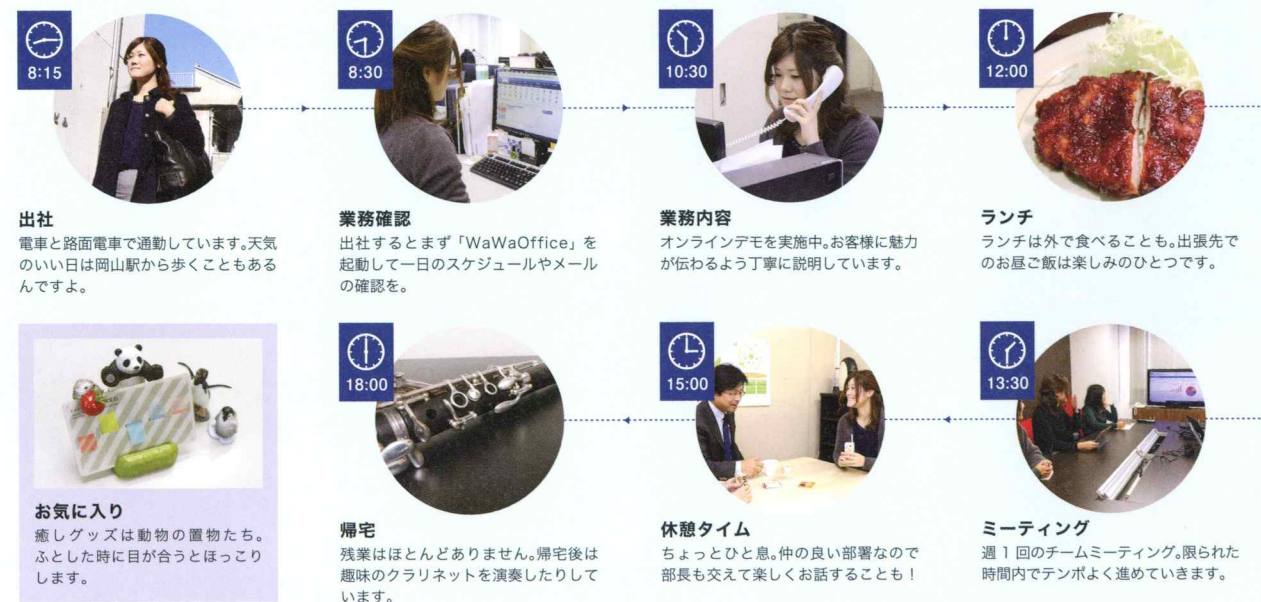 8:15
出社
電車と路面電車で通勤しています。天気
のいい日は岡山駅から歩くこともある
んですよ。
8:30
業務確認
出社するとまず「WaWaOffice」を
起動して一日のスケジュールやメール
の確認を。
10:30
業務内容
オンラインデモを実施中。お客様に魅力
が伝わるよう丁寧に説明しています。
12:00
ランチ
ランチは外で食べることも。出張先で
のお昼ご飯は楽しみのひとつです。
13:30
ミーティング
週 1 回のチームミーティング。限られた
時間内でテンポよく進めていきます。
15:00
休憩タイム
ちょっとひと息。仲の良い部署なので
部長も交えて楽しくお話することも！
18:00
帰宅
残業はほとんどありません。帰宅後は
趣味のクラリネットを演奏したりして
います。
お気に入り
癒しグッズは動物の置物たち。
ふとした時に目が合うとほっこり
します。